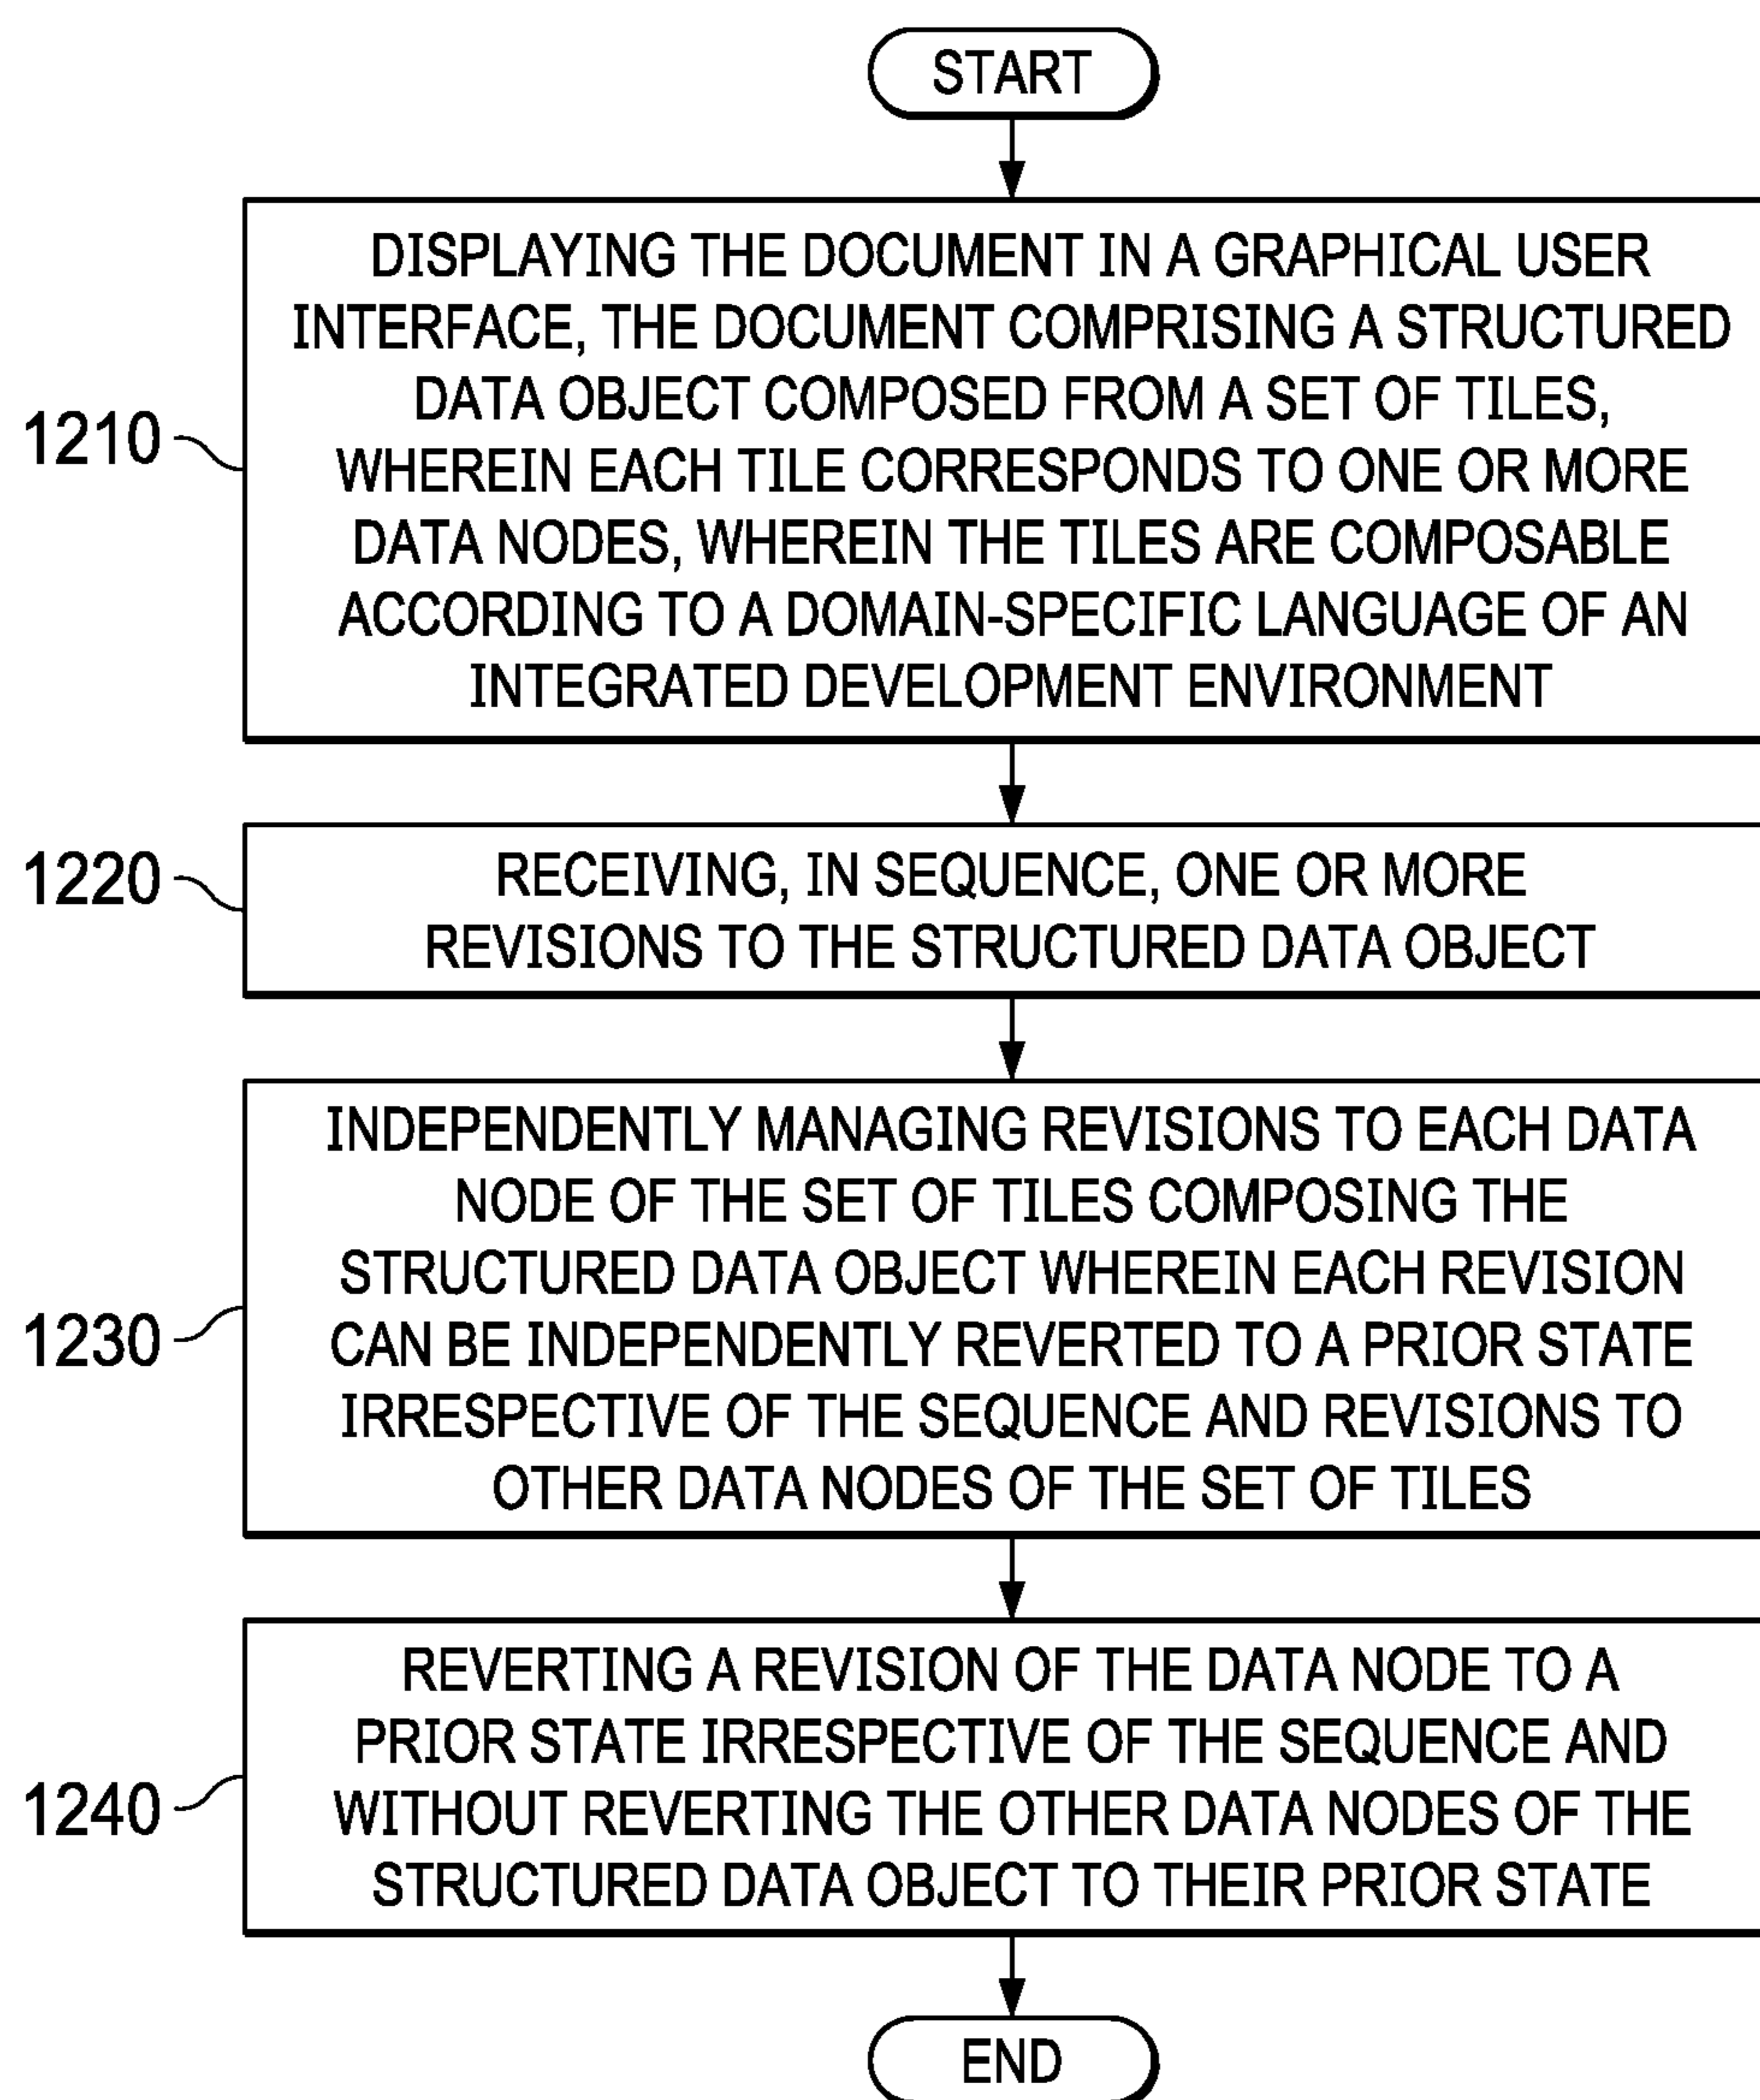 START
DISPLAYING THE DOCUMENT IN A GRAPHICAL USER
INTERFACE, THE DOCUMENT COMPRISING A STRUCTURED
DATA OBJECT COMPOSED FROM A SET OF TILES,
WHEREIN EACH TILE CORRESPONDS TO ONE OR MORE
DATA NODES, WHEREIN THE TILES ARE COMPOSABLE
ACCORDING TO A DOMAIN-SPECIFIC LANGUAGE OF AN
INTEGRATED DEVELOPMENT ENVIRONMENT
1210
RECEIVING, IN SEQUENCE, ONE OR MORE
REVISIONS TO THE STRUCTURED DATA OBJECT
1220
INDEPENDENTLY MANAGING REVISIONS TO EACH DATA
NODE OF THE SET OF TILES COMPOSING THE
STRUCTURED DATA OBJECT WHEREIN EACH REVISION
CAN BE INDEPENDENTLY REVERTED TO A PRIOR STATE
IRRESPECTIVE OF THE SEQUENCE AND REVISIONS TO
OTHER DATA NODES OF THE SET OF TILES
1230
REVERTING A REVISION OF THE DATA NODE TO A
PRIOR STATE IRRESPECTIVE OF THE SEQUENCE AND
WITHOUT REVERTING THE OTHER DATA NODES OF THE
STRUCTURED DATA OBJECT TO THEIR PRIOR STATE
1240
END